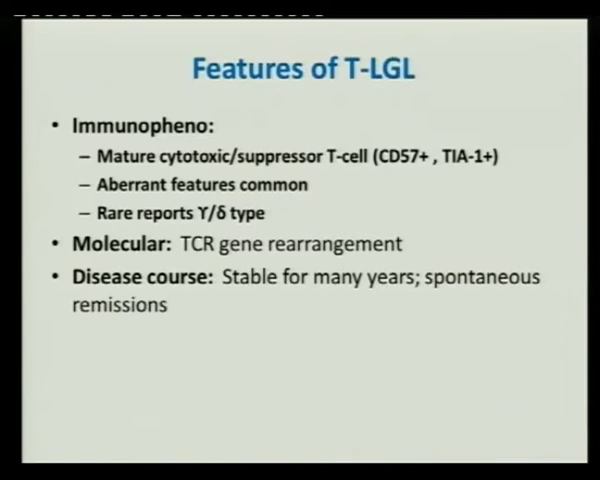 Features of T-LGL
• Immunopheno:
– Mature cytotoxic/suppressor T-cell (CD57+ , TIA-1+)
– Aberrant features common
– Rare reports ϒ/δ type
• Molecular: TCR gene rearrangement
• Disease course: Stable for many years; spontaneous
remissions